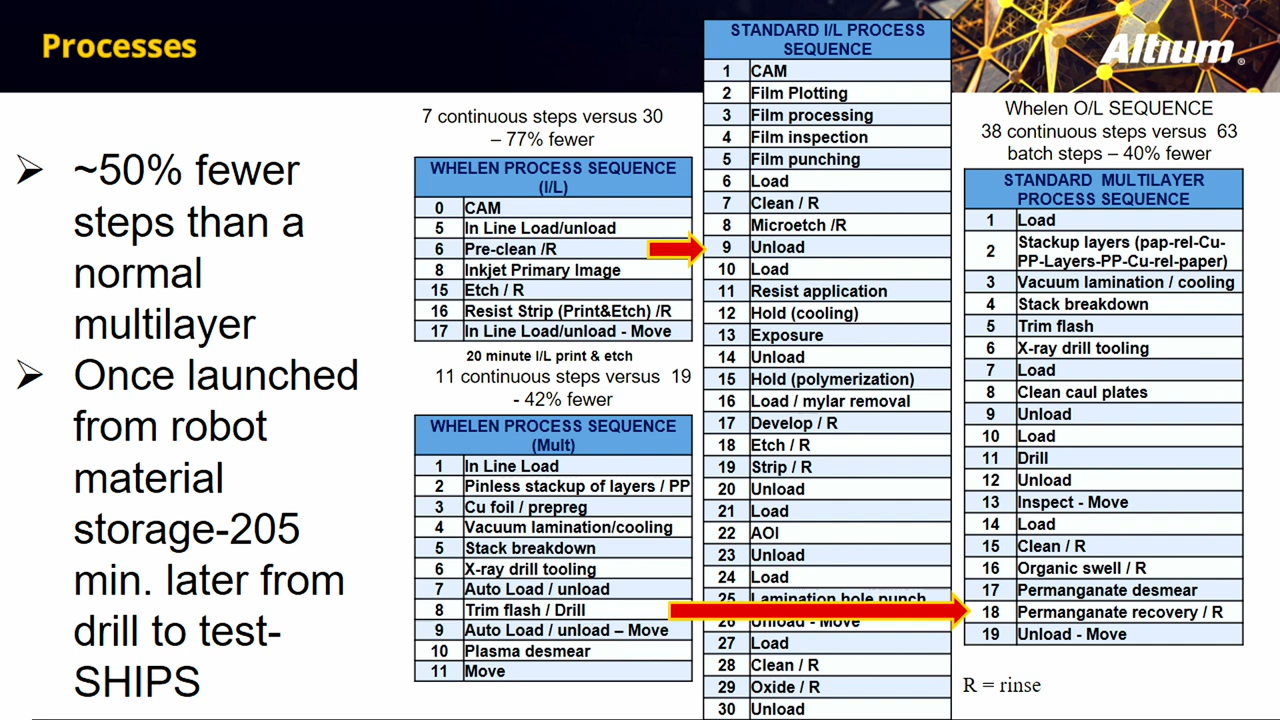 Processes
Altium®
➢ ~50% fewer
steps than a
normal
multilayer
➢ Once launched
from robot
material
storage-205
min. later from
drill to test-
SHIPS
7 continuous steps versus 30
– 77% fewer
WHELEN PROCESS SEQUENCE
(I/L)
0 CAM
5 In Line Load/unload
6 Pre-clean /R
8 Inkjet Primary Image
15 Etch / R
16 Resist Strip (Print&Etch) /R
17 In Line Load/unload - Move
20 minute I/L print & etch
11 continuous steps versus 19
- 42% fewer
WHELEN PROCESS SEQUENCE
(Mult)
1 In Line Load
2 Pinless stackup of layers / PP
3 Cu foil / prepreg
4 Vacuum lamination/cooling
5 Stack breakdown
6 X-ray drill tooling
7 Auto Load / unload
8 Trim flash / Drill
9 Auto Load / unload – Move
10 Plasma desmear
11 Move
STANDARD I/L PROCESS
SEQUENCE
1 CAM
2 Film Plotting
3 Film processing
4 Film inspection
5 Film punching
6 Load
7 Clean / R
8 Microetch /R
9 Unload
10 Load
11 Resist application
12 Hold (cooling)
13 Exposure
14 Unload
15 Hold (polymerization)
16 Load / mylar removal
17 Develop / R
18 Etch / R
19 Strip / R
20 Unload
21 Load
22 AOI
23 Unload
24 Load
25 Lamination hole punch
26 Unload - Move
27 Load
28 Clean / R
29 Oxide / R
30 Unload
Whelen O/L SEQUENCE
38 continuous steps versus 63
batch steps – 40% fewer
STANDARD MULTILAYER
PROCESS SEQUENCE
1 Load
2 Stackup layers (pap-rel-Cu-
PP-Layers-PP-Cu-rel-paper)
3 Vacuum lamination / cooling
4 Stack breakdown
5 Trim flash
6 X-ray drill tooling
7 Load
8 Clean caul plates
9 Unload
10 Load
11 Drill
12 Unload
13 Inspect - Move
14 Load
15 Clean / R
16 Organic swell / R
17 Permanganate desmear
18 Permanganate recovery / R
19 Unload - Move
R = rinse